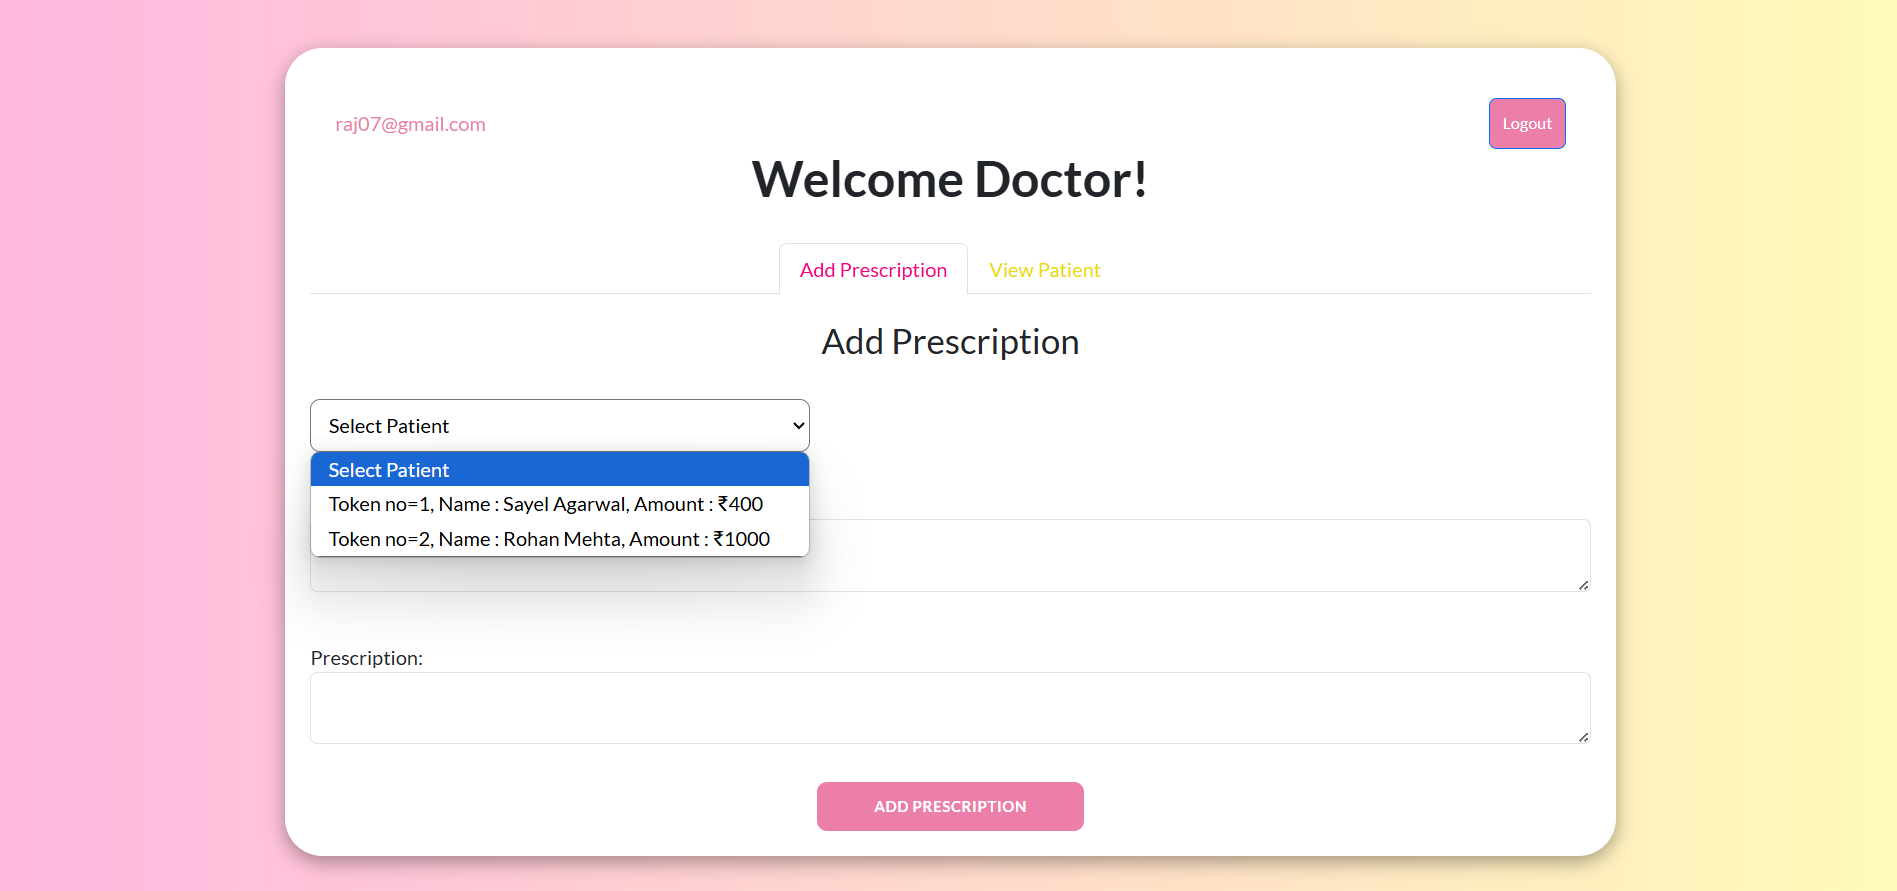 raj07@gmail.com
Logout
Welcome Doctor!
Add Prescription
View Patient
Add Prescription
Select Patient
Select Patient
Token no=1, Name : Sayel Agarwal, Amount : ₹400
Token no=2, Name : Rohan Mehta, Amount : ₹1000
Prescription:
ADD PRESCRIPTION